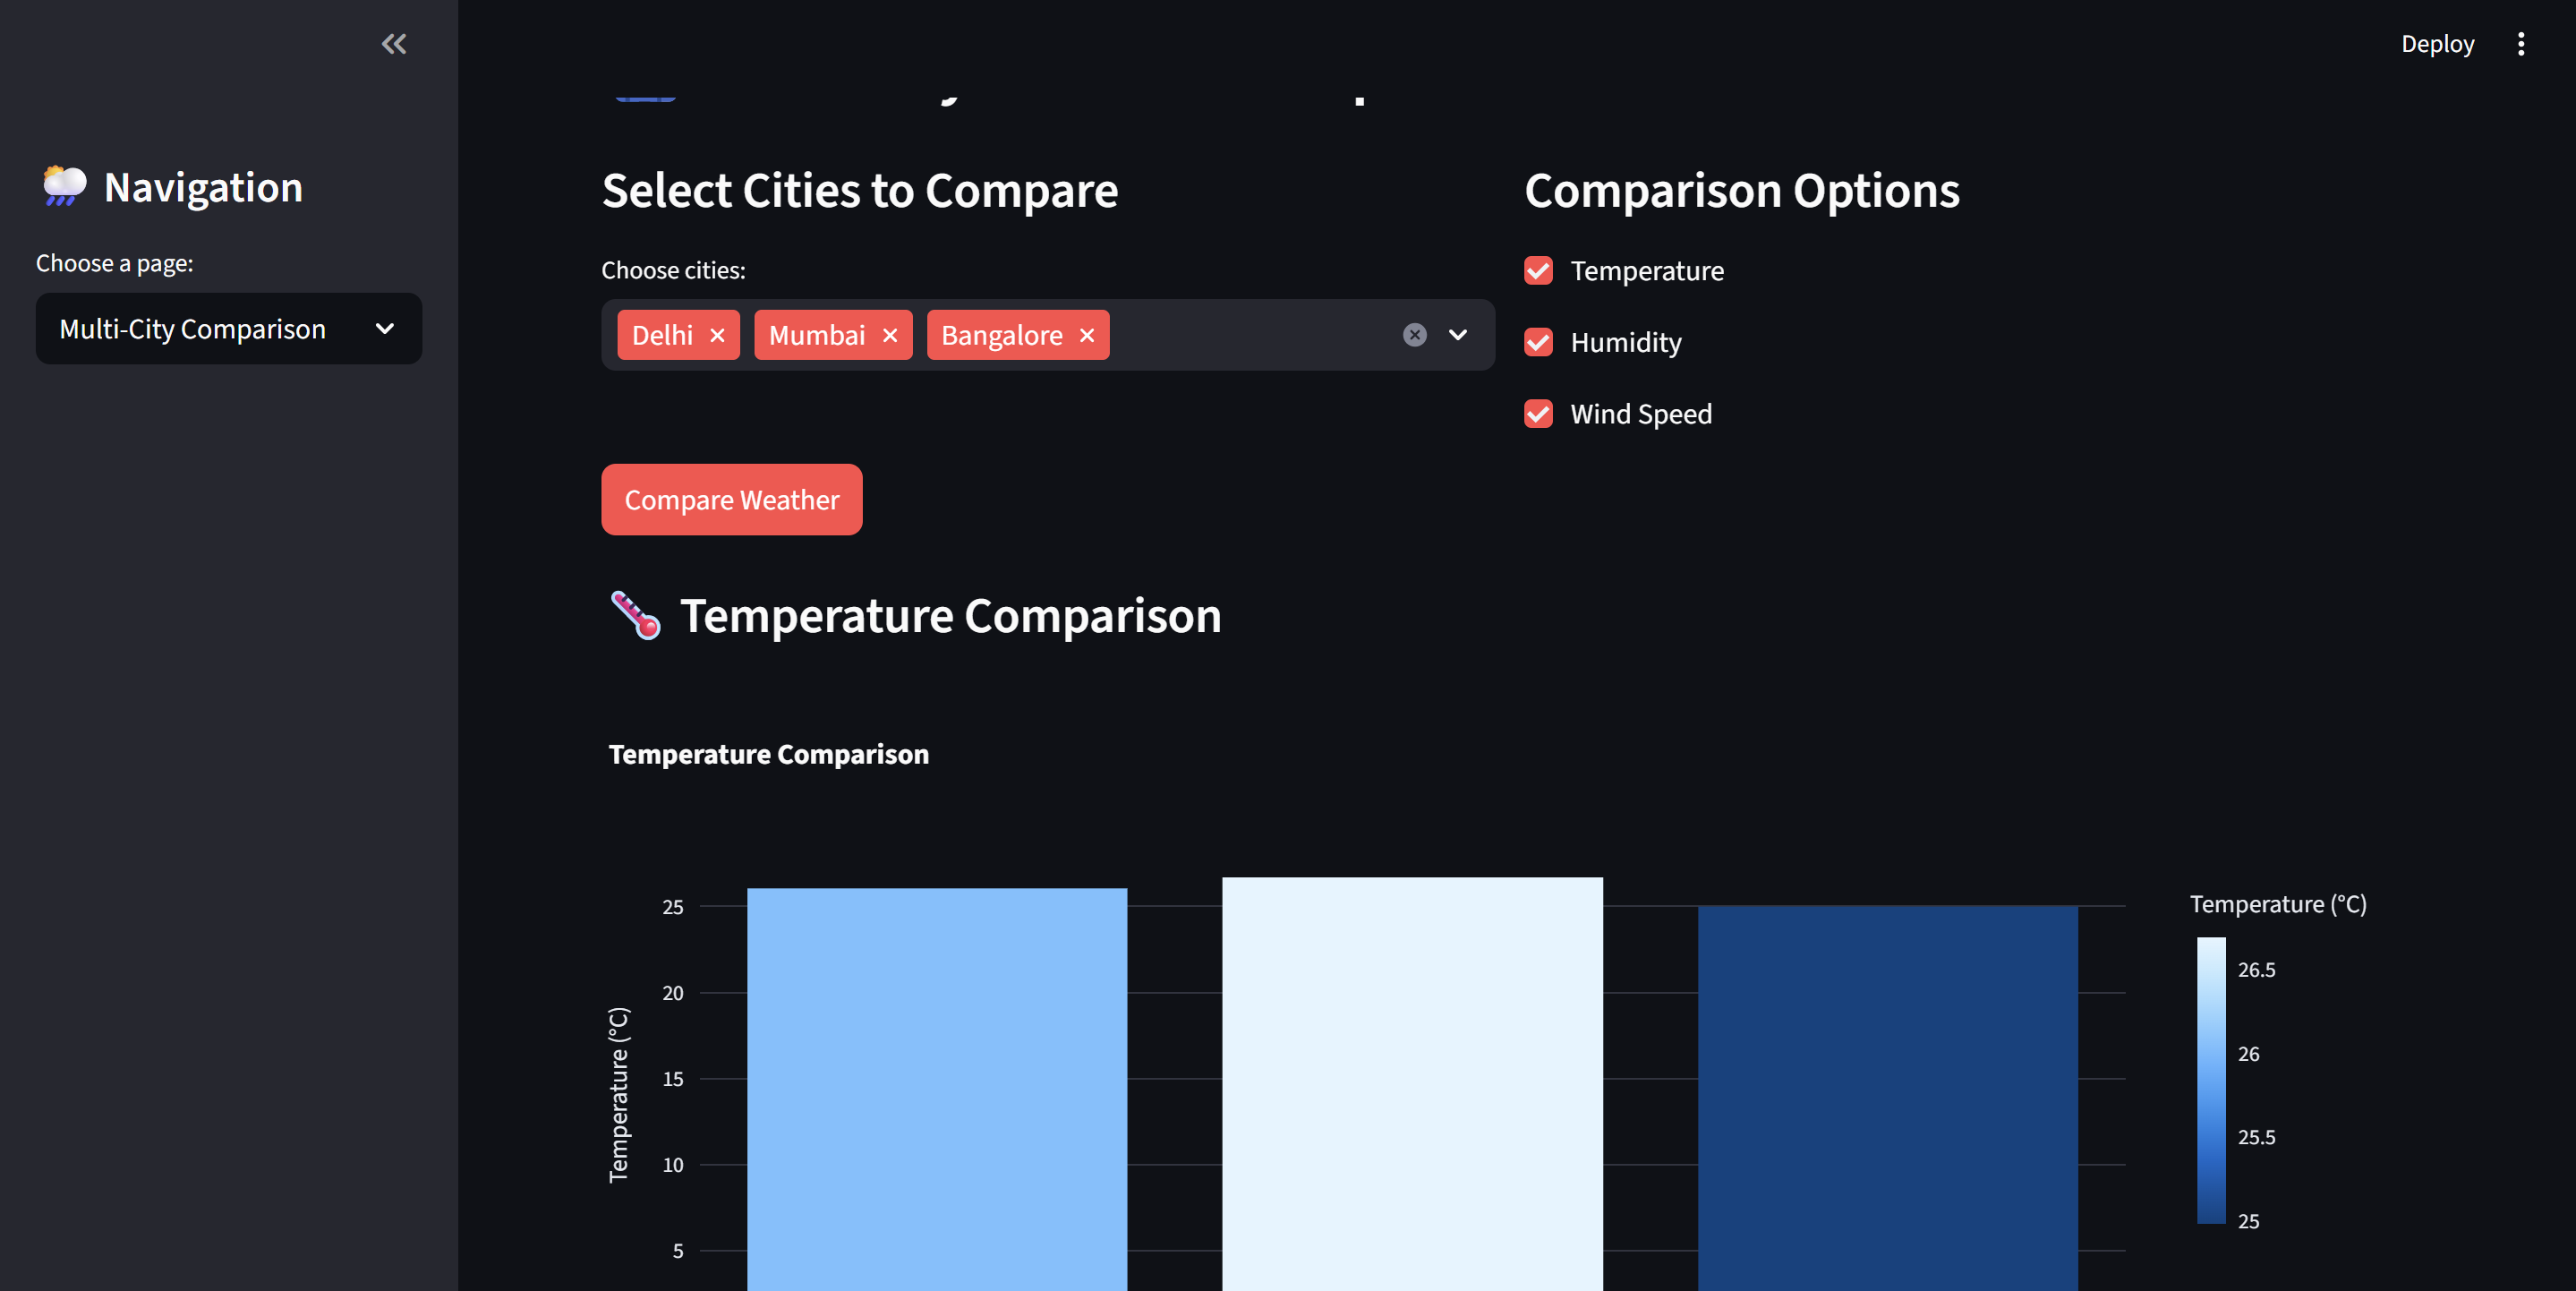 Deploy
Navigation
Choose a page:
Multi-City Comparison
Select Cities to Compare
Choose cities:
Delhi
Mumbai
Bangalore
Comparison Options
Temperature
Humidity
Wind Speed
Compare Weather
Temperature Comparison
Temperature Comparison
Temperature (°C)
25
20
15
10
5
Temperature (°C)
26.5
26
25.5
25